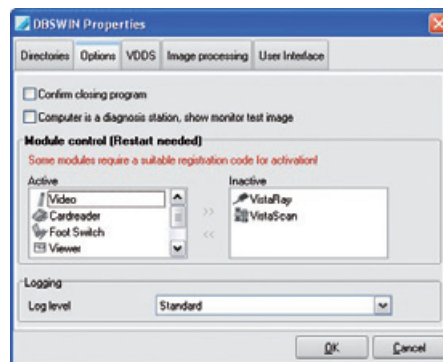 DBSWIN Properties
Directories Options VDDS Image processing User Interface
Confirm closing program
Computer is a diagnosis station, show monitor test image
Module control (Restart needed)
Some modules require a suitable registration code for activation!
Active Inactive
Video VistaRay
Cardreader >> VistaScan
Foot Switch <<
Viewer
Logging
Log level Standard
OK Cancel